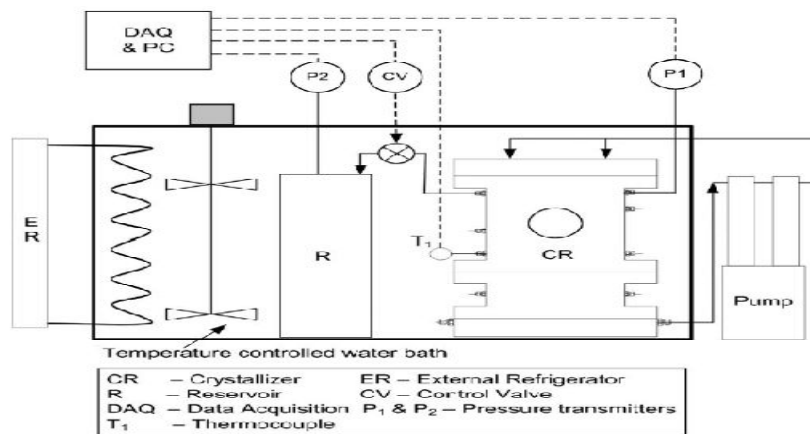 DAQ
& PC
P2
CV
P1
E
R
R
T1
CR
Pump
Temperature controlled water bath
CR – Crystallizer ER – External Refrigerator
R – Reservoir CV – Control Valve
DAQ – Data Acquisition P1 & P2 – Pressure transmitters
T1 – Thermocouple